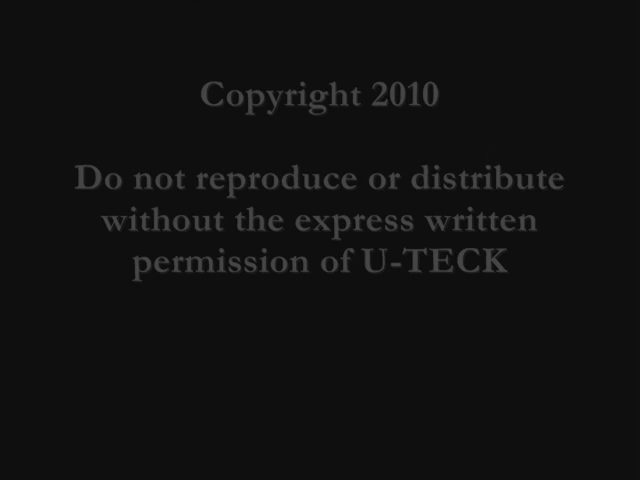 Copyright 2010
Do not reproduce or distribute
without the express written
permission of U-TECK